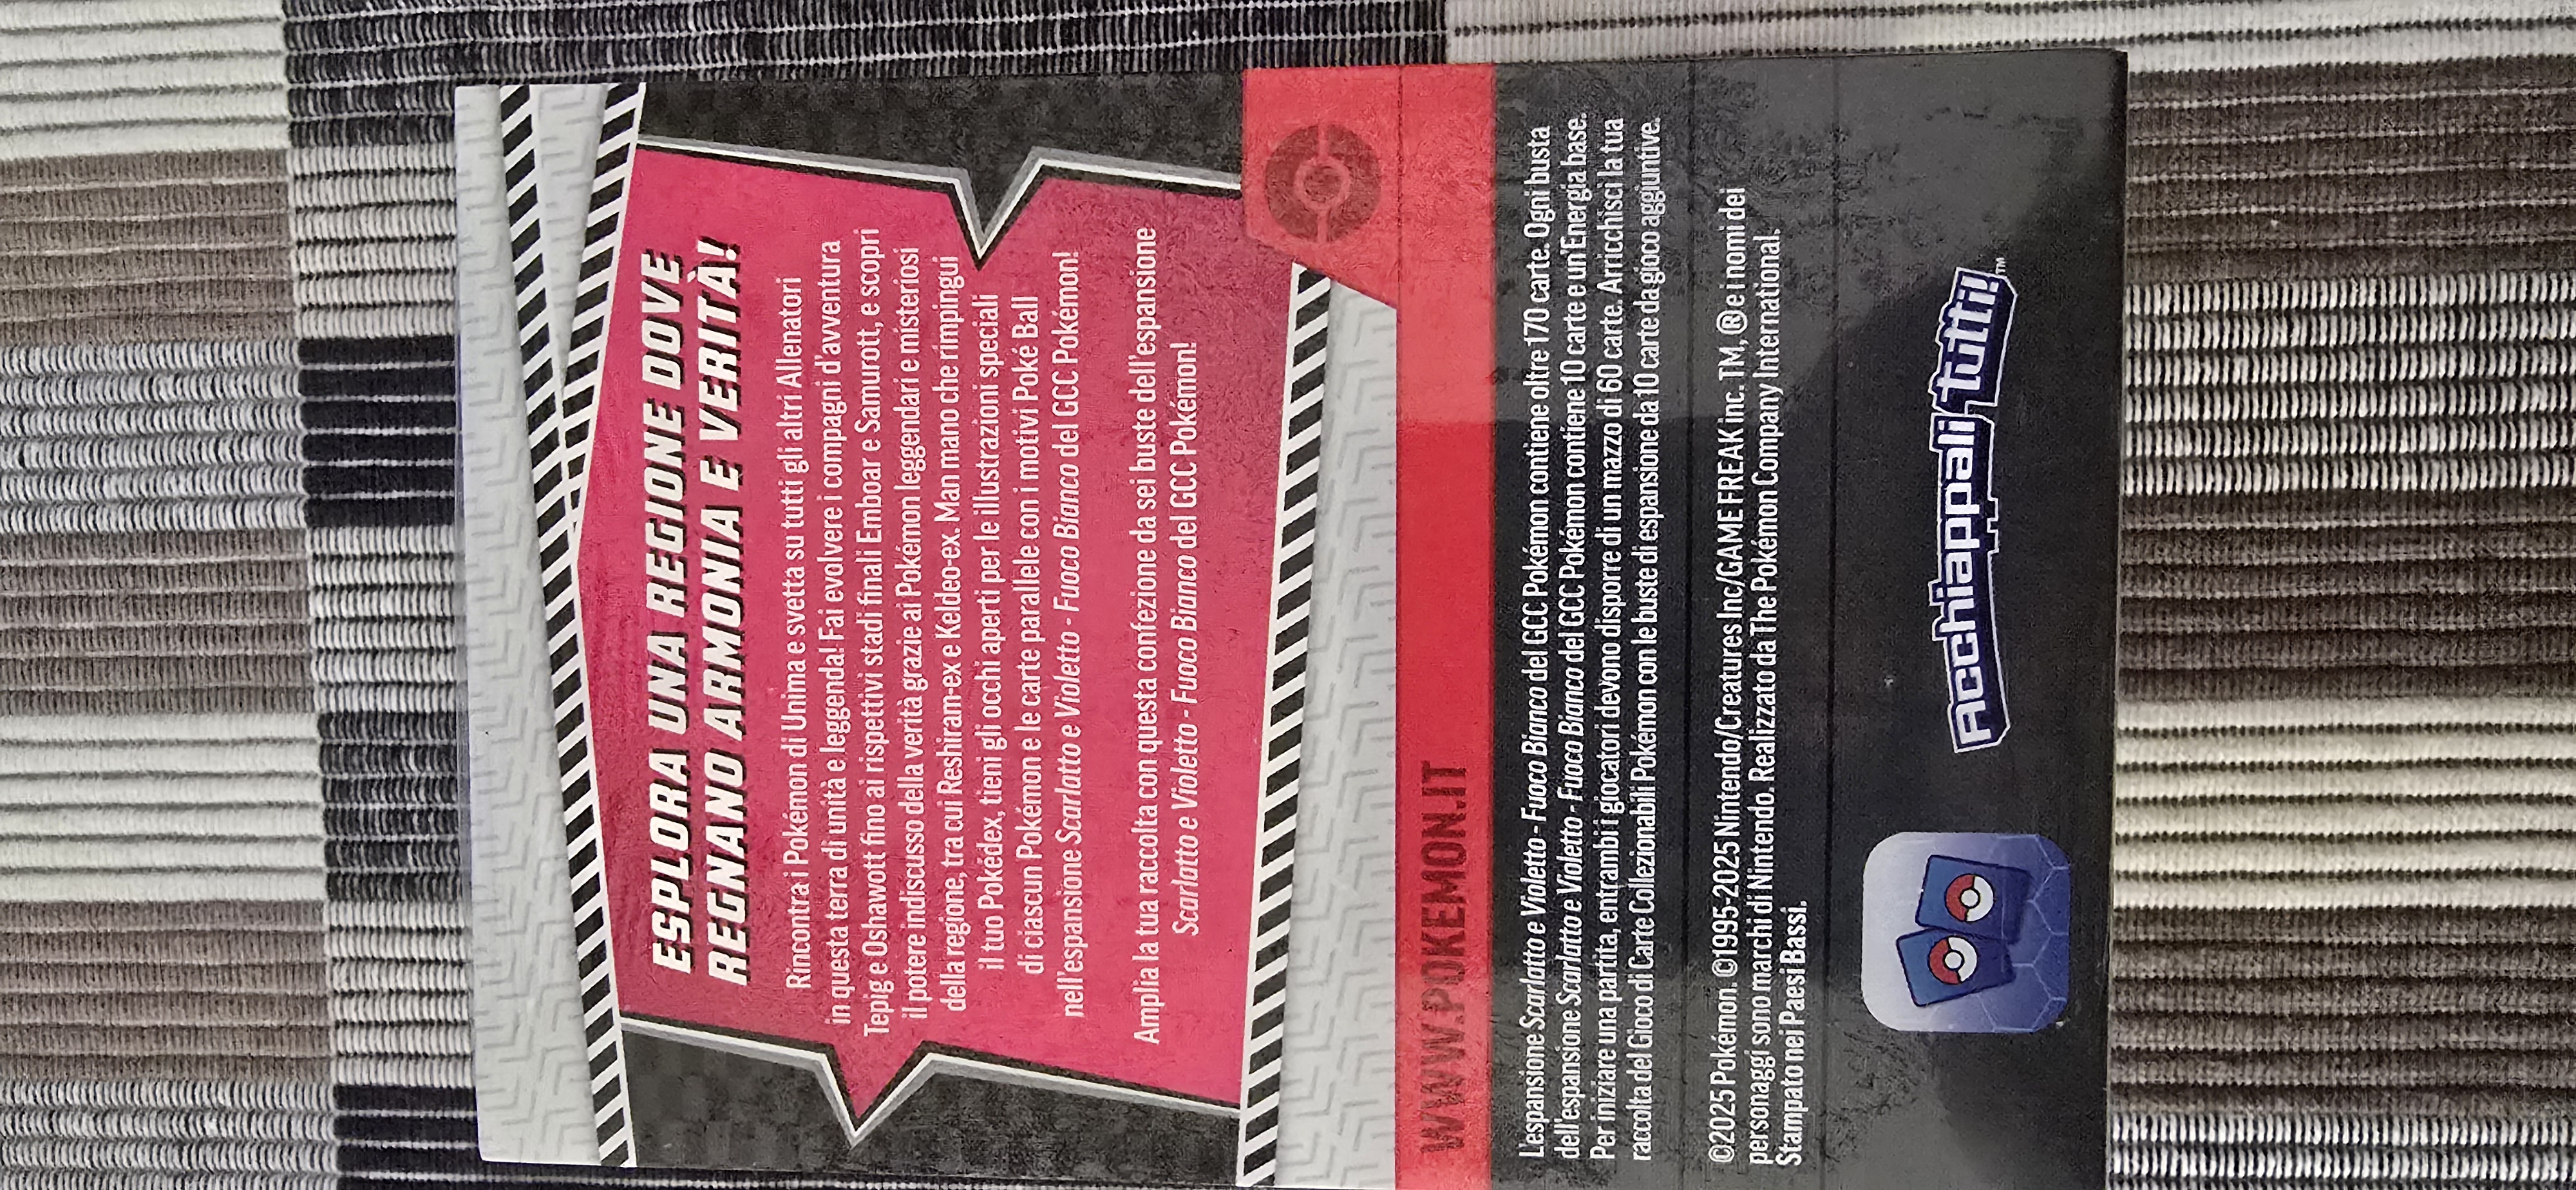 ESPLORA UNA REGIONE DOVE
REGNANO ARMONIA E VERITÀ!
Rincontra i Pokémon di Unima e svetta su tutti gli altri Allenatori
in questa terra di unità e leggenda! Fai evolvere i compagni d'avventura
Tepig e Oshawott fino ai rispettivi stadi finali Emboar e Samurott, e scopri
il potere indiscusso della verità grazie ai Pokémon leggendari e misteriosi
della regione, tra cui Reshiram-ex e Keldeo-ex. Man mano che rimpingui
il tuo Pokédex, tieni gli occhi aperti per le illustrazioni speciali
di ciascun Pokémon e le carte parallele con i motivi Poké Ball
nell'espansione Scarlatto e Violetto - Fuoco Bianco del GCC Pokémon!
Amplia la tua raccolta con questa confezione da sei buste dell'espansione
Scarlatto e Violetto - Fuoco Bianco del GCC Pokémon!
WWW.POKEMON.IT
L'espansione Scarlatto e Violetto - Fuoco Bianco del GCC Pokémon contiene oltre 170 carte. Ogni busta
dell'espansione Scarlatto e Violetto - Fuoco Bianco del GCC Pokémon contiene 10 carte e un'Energia base.
Per iniziare una partita, entrambi i giocatori devono disporre di un mazzo di 60 carte. Arricchisci la tua
raccolta del Gioco di Carte Collezionabili Pokémon con le buste di espansione da 10 carte da gioco aggiuntive.
©2025 Pokémon. ©1995-2025 Nintendo/Creatures Inc/GAME FREAK inc. TM, ® e i nomi dei
personaggi sono marchi di Nintendo. Realizzato da The Pokémon Company International.
Stampato nei Paesi Bassi.
Acchiappali tutti!™